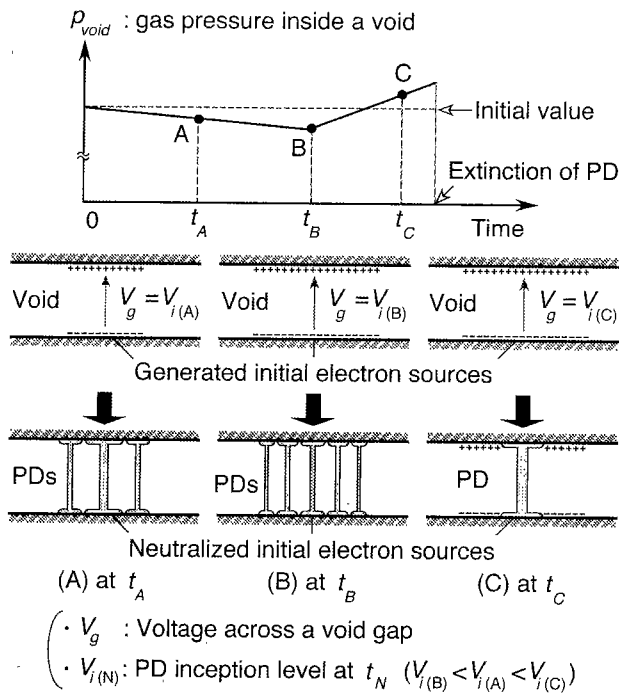 p_void : gas pressure inside a void
C
A
B
Initial value
Extinction of PD
0 t_A t_B t_C Time
+++++++++++++ +++++++++++++++++ +++++++++++++++++
Void V_g = V_i(A) Void V_g = V_i(B) Void V_g = V_i(C)
Generated initial electron sources
PDs PDs PD
++++ ++++
Neutralized initial electron sources
(A) at t_A (B) at t_B (C) at t_C
· V_g : Voltage across a void gap
· V_i(N) : PD inception level at t_N (V_i(B) < V_i(A) < V_i(C))